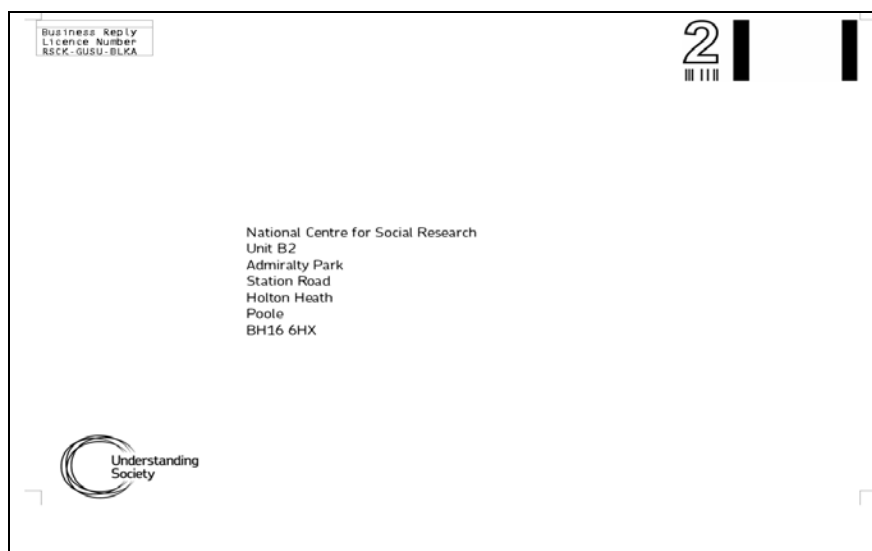 Business Reply
Licence Number
RSCK-GUSU-BLKA
2
National Centre for Social Research
Unit B2
Admiralty Park
Station Road
Holton Heath
Poole
BH16 6HX
Understanding
Society